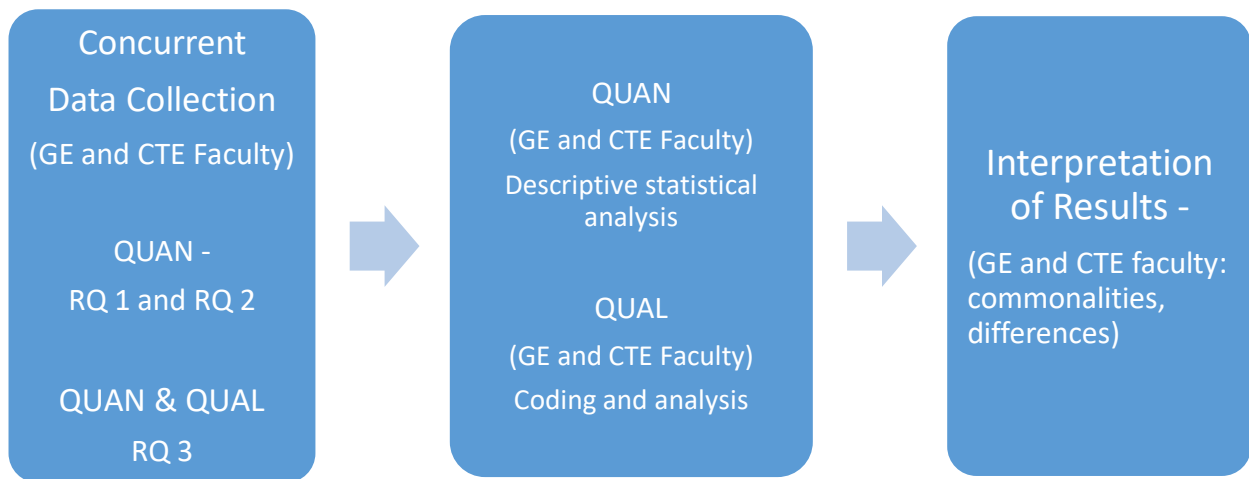 Concurrent
Data Collection
(GE and CTE Faculty)
QUAN -
RQ 1 and RQ 2
QUAN & QUAL
RQ 3
QUAN
(GE and CTE Faculty)
Descriptive statistical
analysis
QUAL
(GE and CTE Faculty)
Coding and analysis
Interpretation
of Results -
(GE and CTE faculty:
commonalities,
differences)